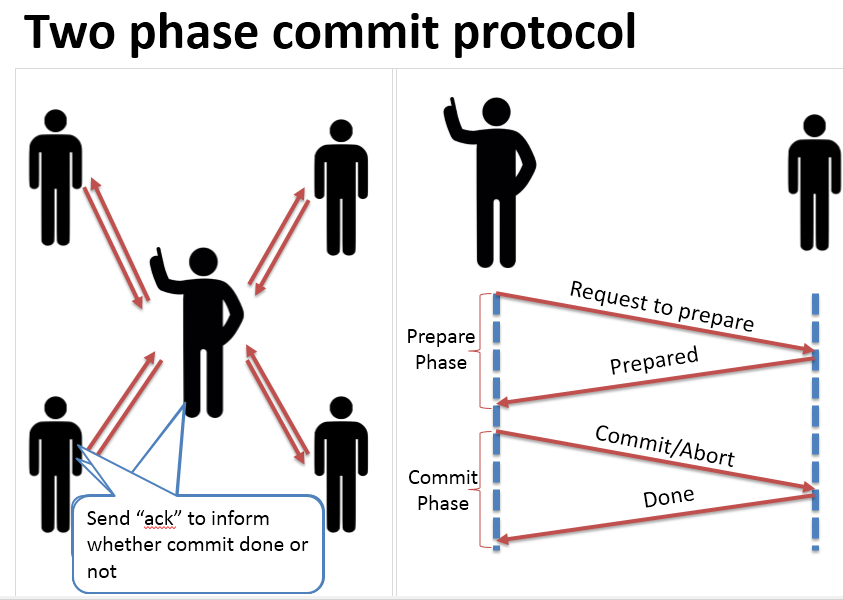 Two phase commit protocol
Send “ack” to inform
whether commit done or
not
Request to prepare
Prepare
Phase
Prepared
Commit/Abort
Commit
Phase
Done